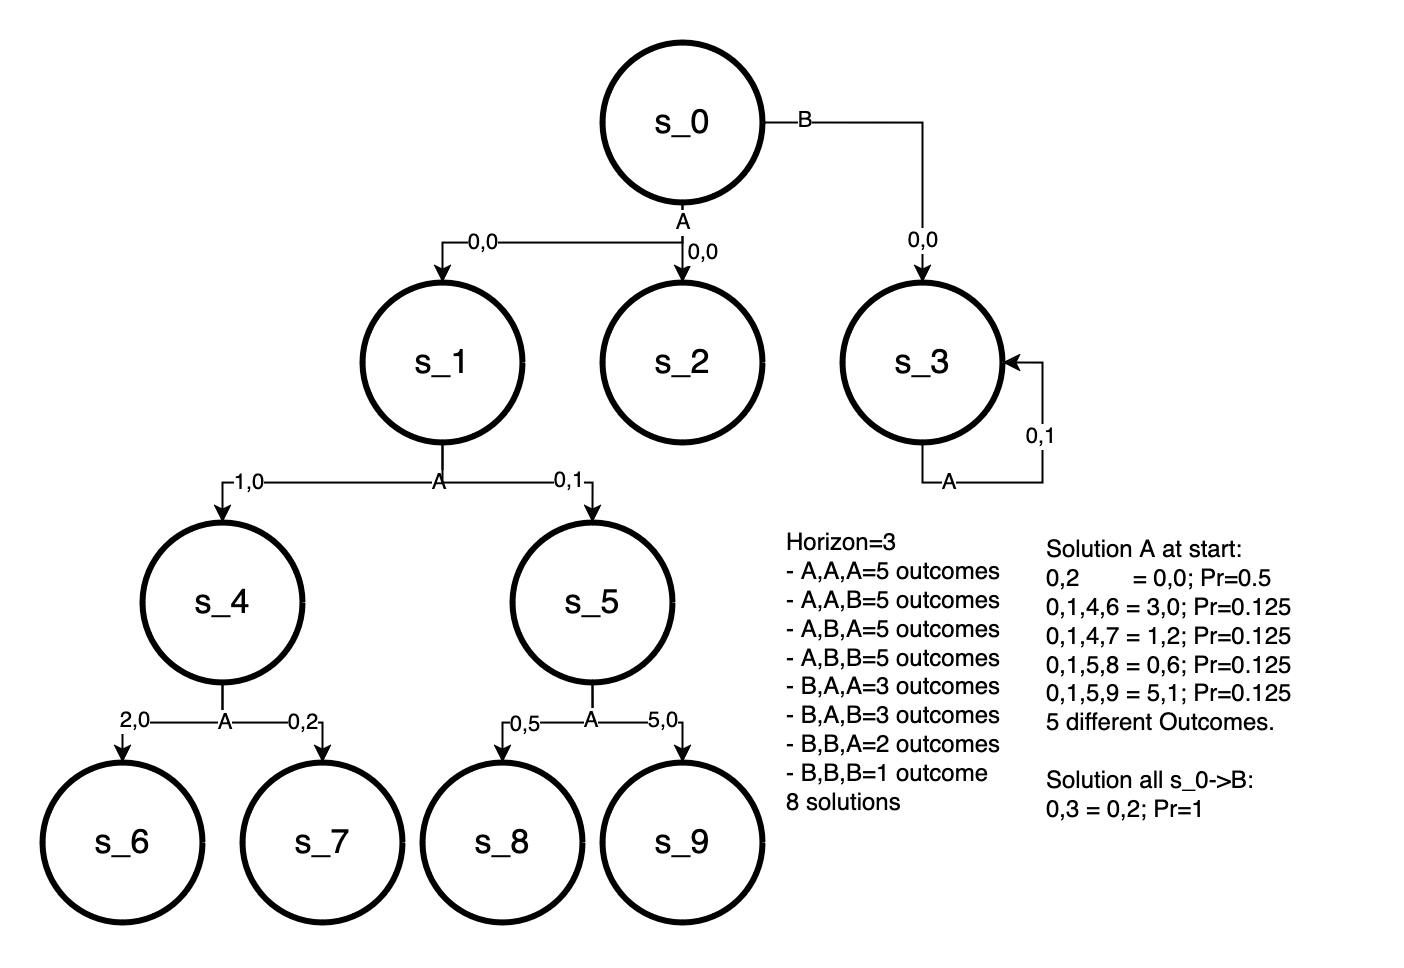 s_0
B
A
0,0
0,0
0,0
s_1
s_2
s_3
0,1
A
1,0
A
0,1
s_4
s_5
2,0
A
0,2
0,5
A
5,0
s_6
s_7
s_8
s_9
Horizon=3
- A,A,A=5 outcomes
- A,A,B=5 outcomes
- A,B,A=5 outcomes
- A,B,B=5 outcomes
- B,A,A=3 outcomes
- B,A,B=3 outcomes
- B,B,A=2 outcomes
- B,B,B=1 outcome
8 solutions
Solution A at start:
0,2 = 0,0; Pr=0.5
0,1,4,6 = 3,0; Pr=0.125
0,1,4,7 = 1,2; Pr=0.125
0,1,5,8 = 0,6; Pr=0.125
0,1,5,9 = 5,1; Pr=0.125
5 different Outcomes.
Solution all s_0->B:
0,3 = 0,2; Pr=1